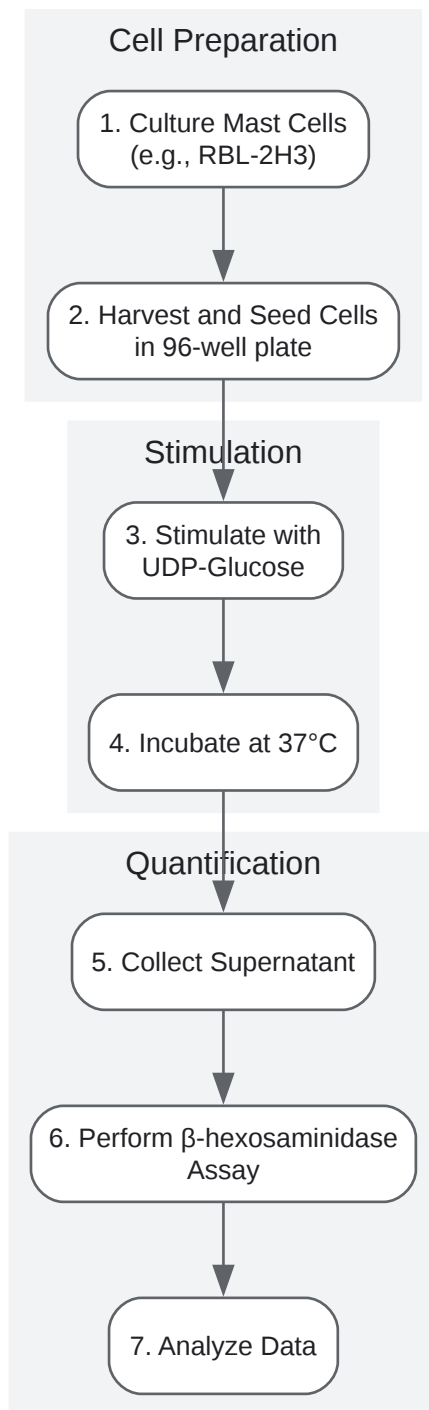 Cell Preparation
1. Culture Mast Cells
(e.g., RBL-2H3)
2. Harvest and Seed Cells
in 96-well plate
Stimulation
3. Stimulate with
UDP-Glucose
4. Incubate at 37°C
Quantification
5. Collect Supernatant
6. Perform β-hexosaminidase
Assay
7. Analyze Data